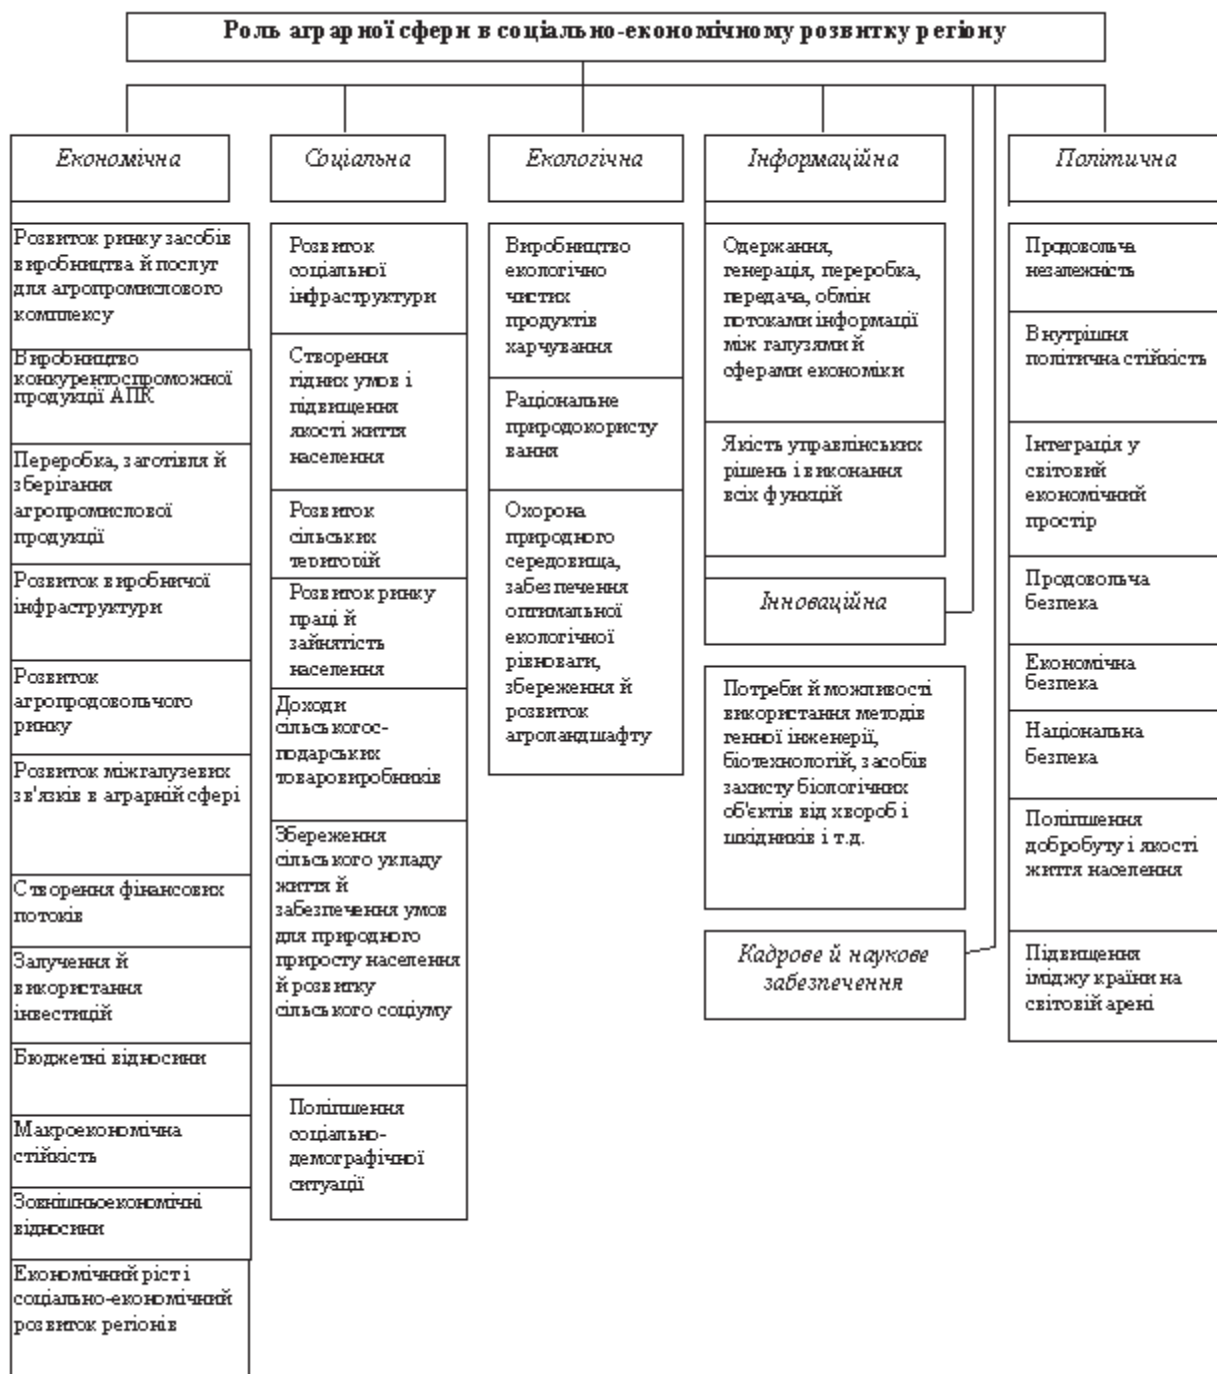 Роль аграрної сфери в соціально-економічному розвитку регіону
Економічна
Розвиток ринку засобів
виробництва й послуг
для агропромислового
комплексу
Виробництво
конкурентоспроможної
продукції АПК
Переробка, заготівля й
зберігання
агропромислової
продукції
Розвиток виробничої
інфраструктури
Розвиток
агропродовольчого
ринку
Розвиток міжгалузевих
зв'язків в аграрній сфері
Створення фінансових
потоків
Залучення й
використання
інвестицій
Бюджетні відносини
Макроекономічна
стійкість
Зовнішньоекономічні
відносини
Економічний ріст і
соціально-економічний
розвиток регіонів
Соціальна
Розвиток
соціальної
інфраструктури
Створення
гідних умов і
підвищення
якості життя
населення
Розвиток
сільських
територій
Розвиток ринку
праці й
зайнятість
населення
Доходи
сільськогос-
подарських
товаровиробників
Збереження
сільського укладу
життя й
забезпечення умов
для природного
приросту населення
й розвитку
сільського соціуму
Поліпшення
соціально-
демографічної
ситуації
Екологічна
Виробництво
екологічно
чистих
продуктів
харчування
Раціональне
природокористу
вання
Охорона
природного
середовища,
забезпечення
оптимальної
екологічної
рівноваги,
збереження й
розвиток
агроландшафту
Інформаційна
Одержання,
генерація, переробка,
передача, обмін
потоками інформації
між галузями й
сферами економіки
Якість управлінських
рішень і виконання
всіх функцій
Інноваційна
Потреби й можливості
використання методів
генної інженерії,
біотехнологій, засобів
захисту біологічних
об'єктів від хвороб і
шкідників і т.д.
Кадрове й наукове
забезпечення
Політична
Продовольча
незалежність
Внутрішня
політична стійкість
Інтеграція у
світовий
економічний
простір
Продовольча
безпека
Економічна
безпека
Національна
безпека
Поліпшення
добробуту і якості
життя населення
Підвищення
іміджу країни на
світовій арені